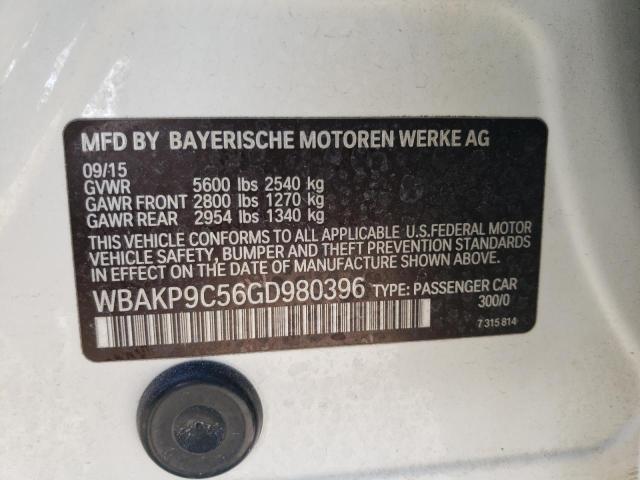 MFD BY BAYERISCHE MOTOREN WERKE AG
09/15
GVWR 5600 lbs 2540 kg
GAWR FRONT 2800 lbs 1270 kg
GAWR REAR 2954 lbs 1340 kg
THIS VEHICLE CONFORMS TO ALL APPLICABLE U.S.FEDERAL MOTOR
VEHICLE SAFETY, BUMPER AND THEFT PREVENTION STANDARDS
IN EFFECT ON THE DATE OF MANUFACTURE SHOWN ABOVE.
WBAKP9C56GD980396 TYPE: PASSENGER CAR
300/0
7 315 814